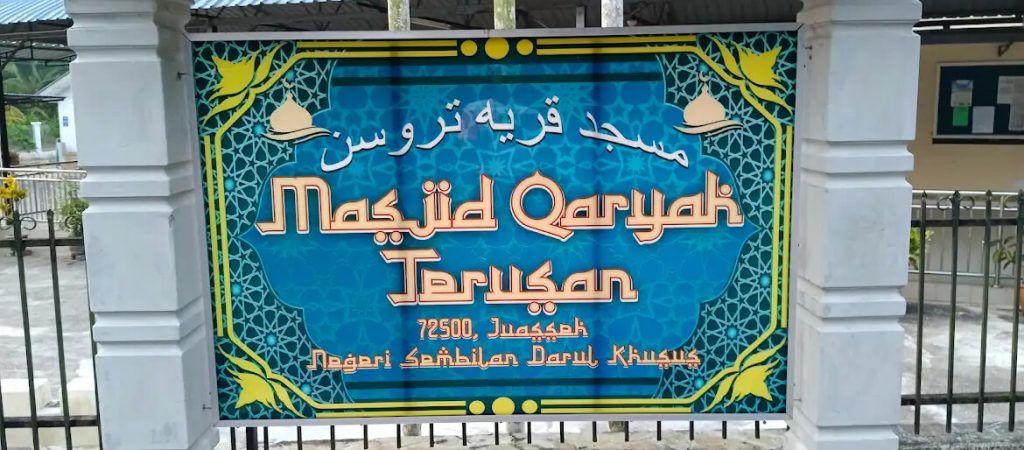 مسجد قريه تروسن
Masjid Qaryah
Terusan
72500, Juasseh
Negeri Sembilan Darul Khusus